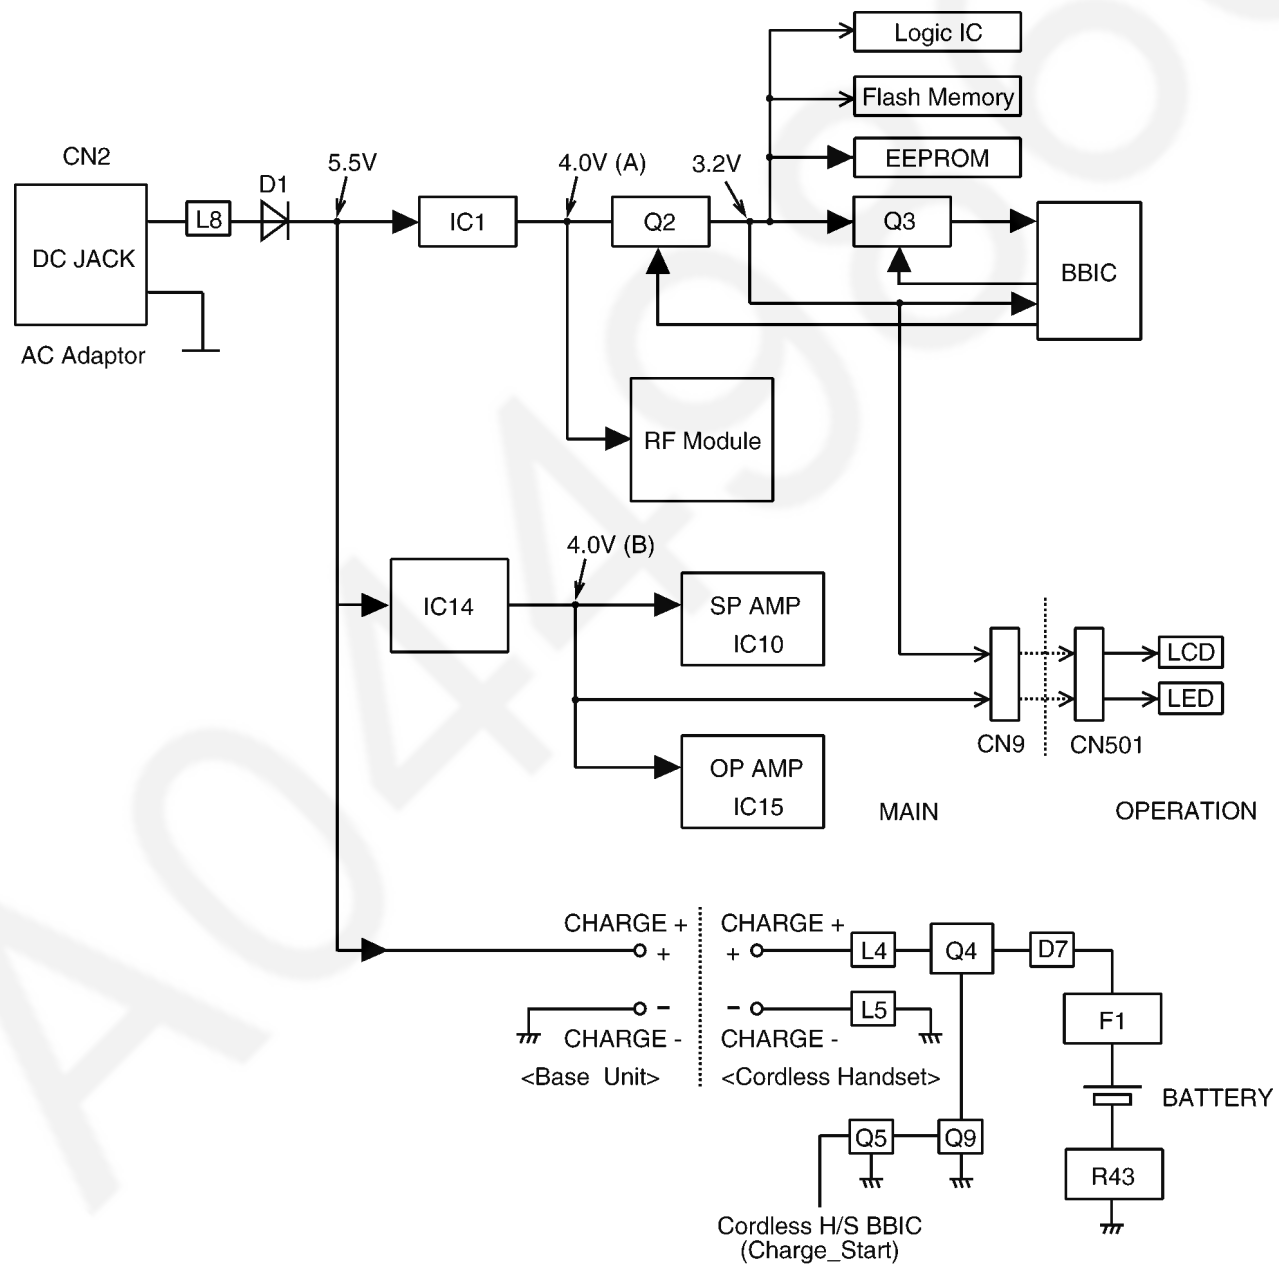 Logic IC
Flash Memory
EEPROM
CN2
D1
5.5V
4.0V (A)
3.2V
L8
IC1
Q2
Q3
DC JACK
BBIC
AC Adaptor
RF Module
4.0V (B)
IC14
SP AMP
IC10
LCD
LED
CN9
CN501
OP AMP
IC15
MAIN
OPERATION
CHARGE +
CHARGE +
+
+
L4
Q4
D7
-
-
L5
F1
CHARGE -
CHARGE -
<Base Unit>
<Cordless Handset>
BATTERY
Q5
Q9
R43
Cordless H/S BBIC
(Charge_Start)